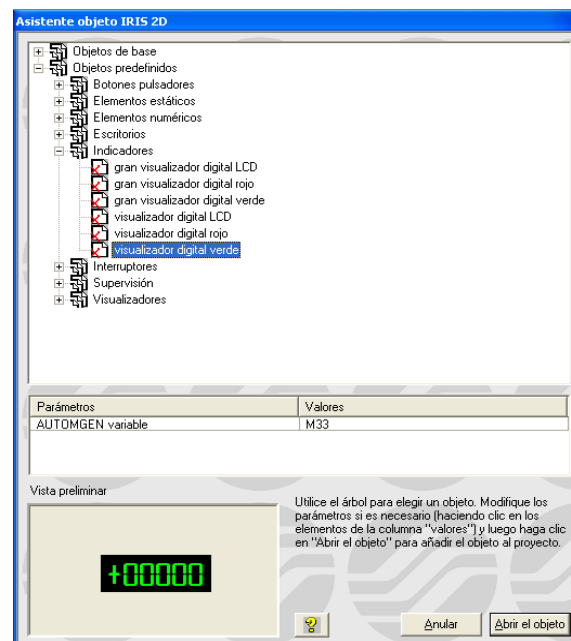 Asistente objeto IRIS 2D
Objetos de base
Objetos predefinidos
Botones pulsadores
Elementos estáticos
Elementos numéricos
Escritorios
Indicadores
gran visualizador digital LCD
gran visualizador digital rojo
gran visualizador digital verde
visualizador digital LCD
visualizador digital rojo
visualizador digital verde
Interruptores
Supervisión
Visualizadores
Parámetros Valores
AUTOMGEN variable M33
Vista preliminar
Utilice el árbol para elegir un objeto. Modifique los
parámetros si es necesario (haciendo clic en los
elementos de la columna "valores") y luego haga clic
en "Abrir el objeto" para añadir el objeto al proyecto.
+00000
?
Anular
Abrir el objeto